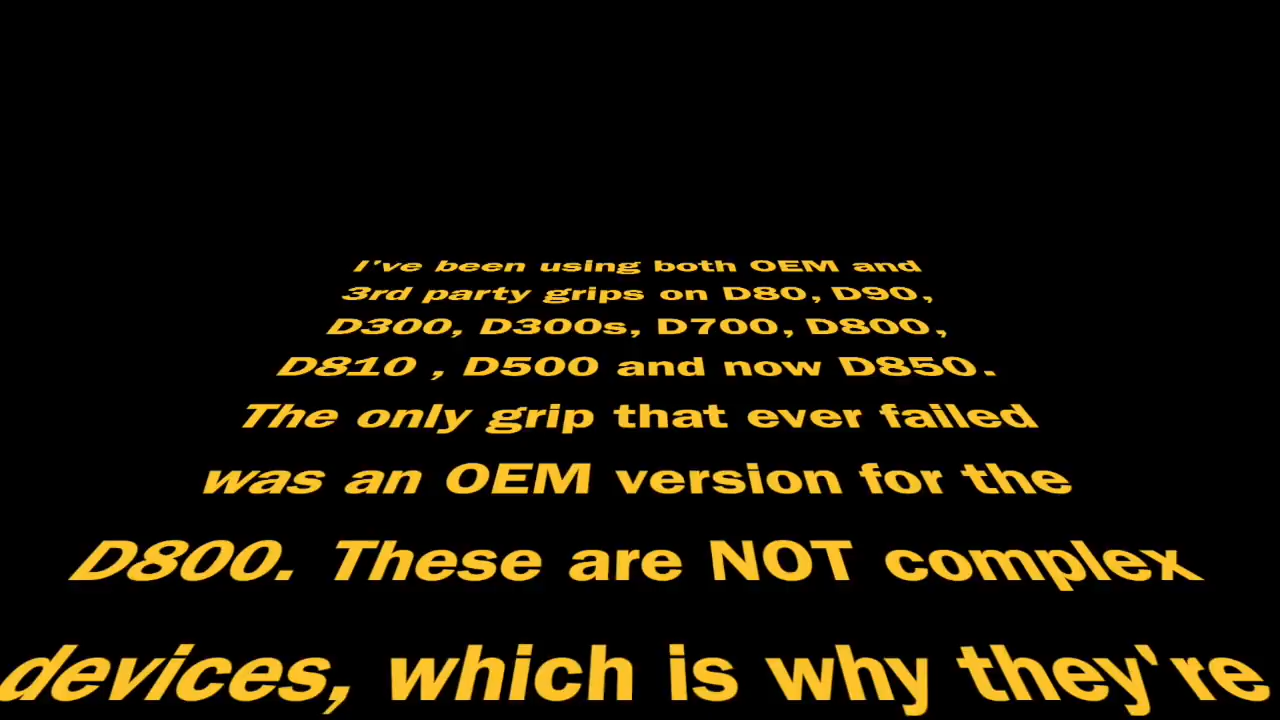 I've been using both OEM and
3rd party grips on D80, D90,
D300, D300s, D700, D800,
D810 , D500 and now D850.
The only grip that ever failed
was an OEM version for the
D800. These are NOT complex
devices, which is why they're